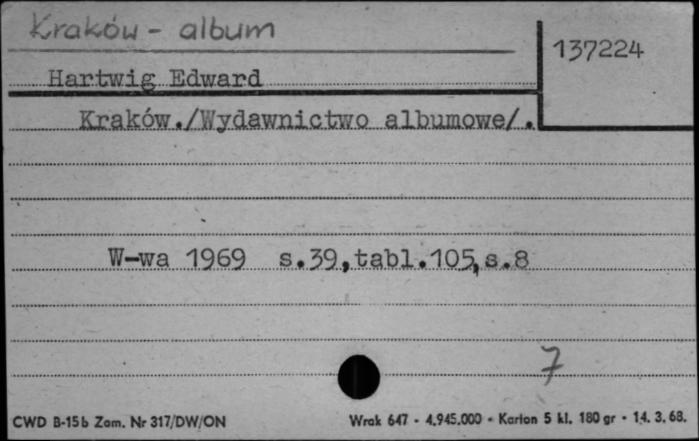 Kraków - album
137224
Hartwig Edward
Kraków./Wydawnictwo albumowe/.
W-wa 1969 s.39,tabl.105,s.8
7
CWD B-15b Zam. Nr 317/DW/ON Wrak 647 - 4.945.000 - Karton 5 kl. 180 gr - 14. 3. 68.